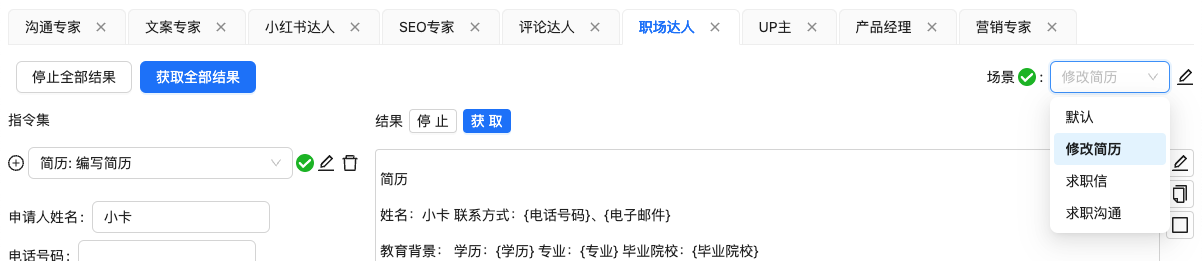 沟通专家 文案专家 小红书达人 SEO专家 评论达人 职场达人 UP主 产品经理 营销专家
停止全部结果 获取全部结果 场景 : 修改简历
默认
修改简历
求职信
求职沟通
指令集
结果 停 止 获 取
简历: 编写简历
申请人姓名: 小卡
电话号码:
简历
姓名：小卡 联系方式：{电话号码}、{电子邮件}
教育背景： 学历：{学历} 专业：{专业} 毕业院校：{毕业院校}